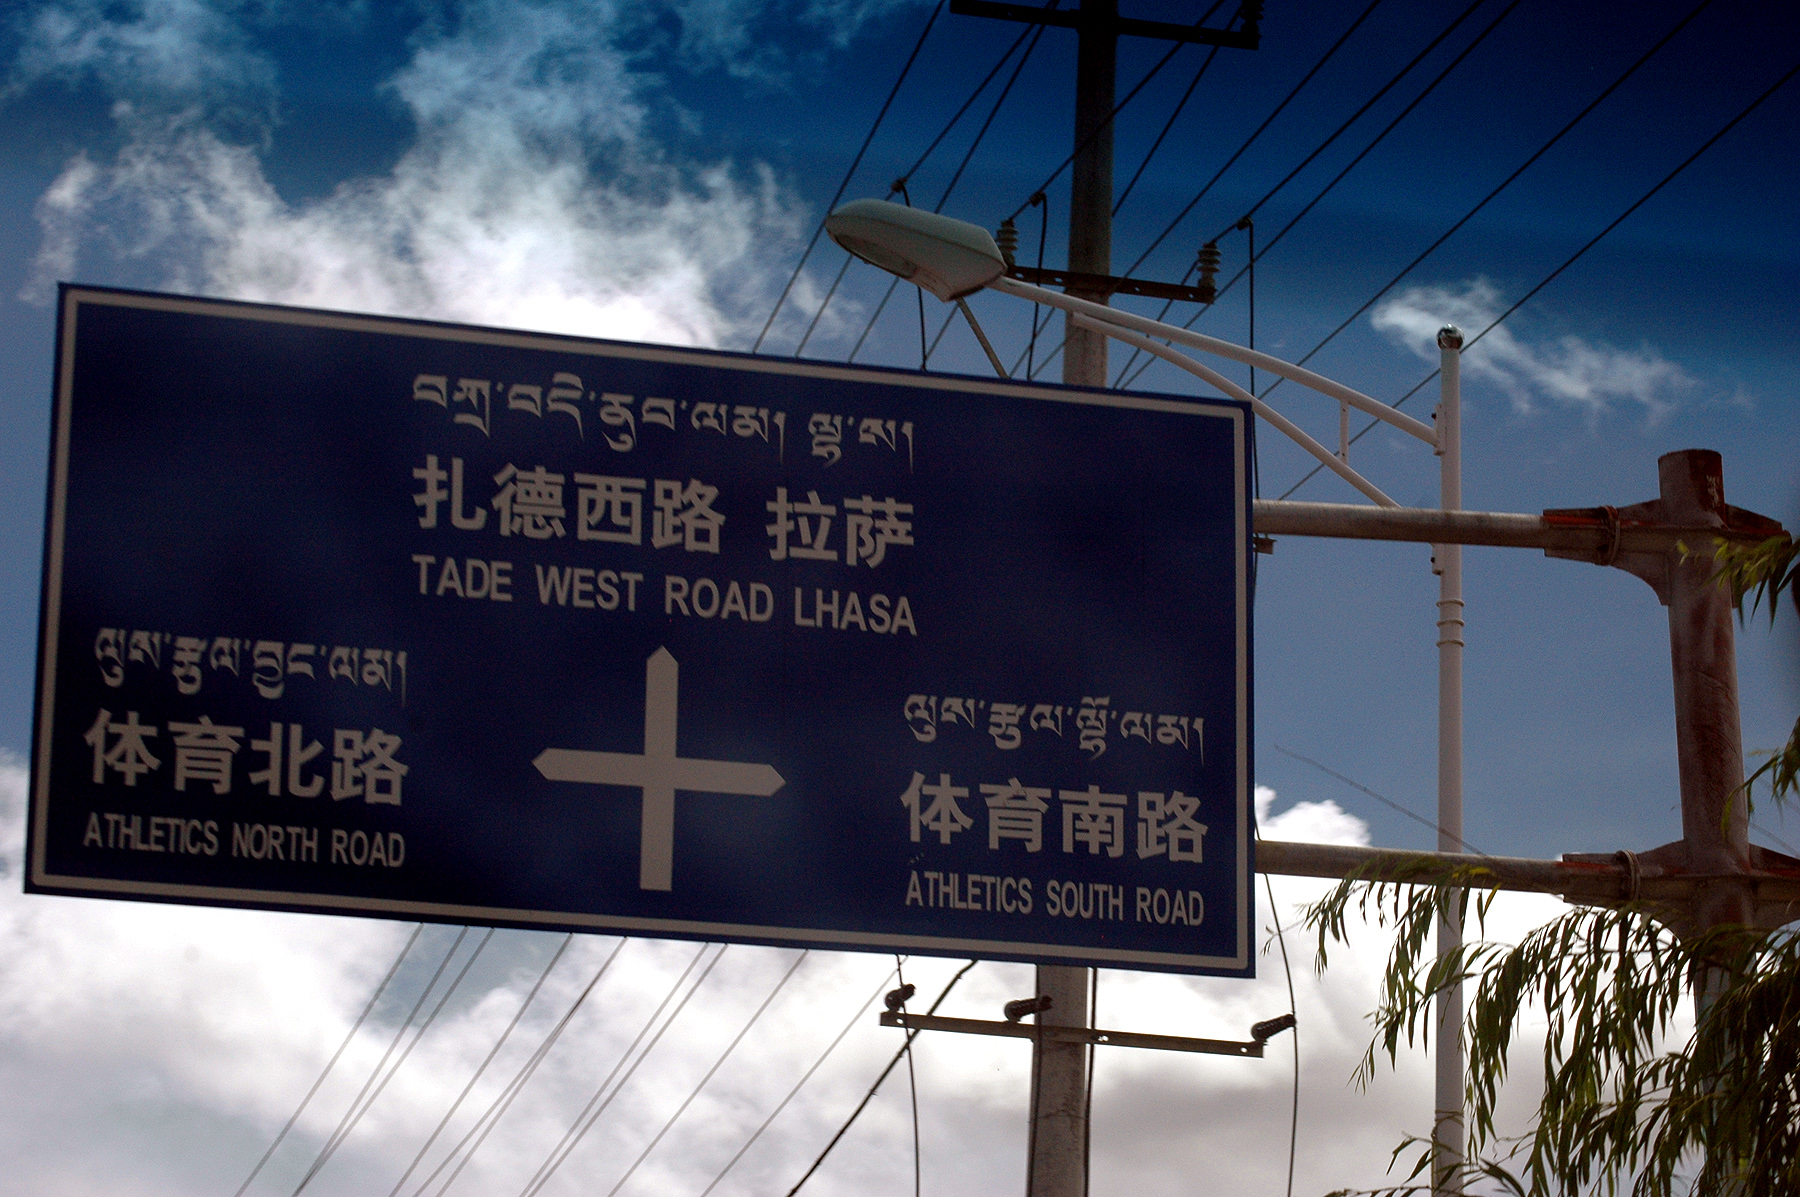 བཀྲ་བདེ་ནུབ་ལམ། ལྷ་ས།
扎德西路 拉萨
TADE WEST ROAD LHASA
ལུས་རྩལ་བྱང་ལམ།
体育北路
ATHLETICS NORTH ROAD
ལུས་རྩལ་ལྷོ་ལམ།
体育南路
ATHLETICS SOUTH ROAD